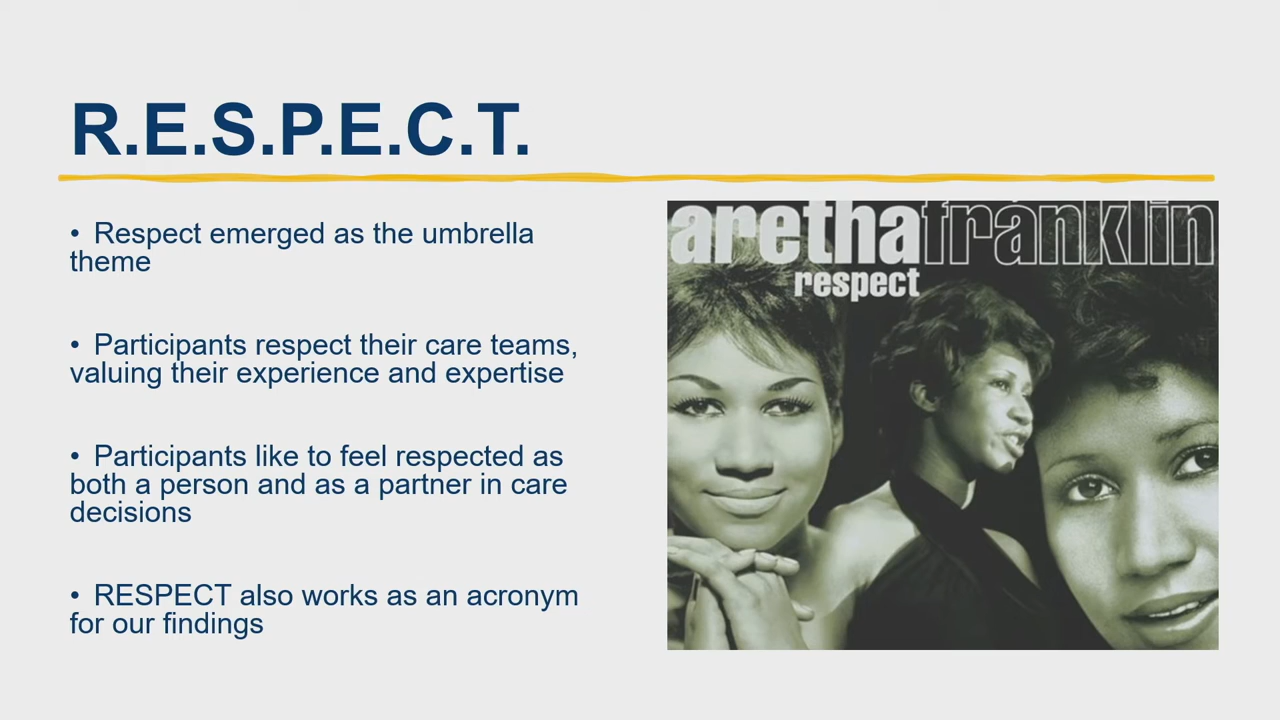 R.E.S.P.E.C.T.
• Respect emerged as the umbrella
theme
• Participants respect their care teams,
valuing their experience and expertise
• Participants like to feel respected as
both a person and as a partner in care
decisions
• RESPECT also works as an acronym
for our findings
arethafranklin
respect